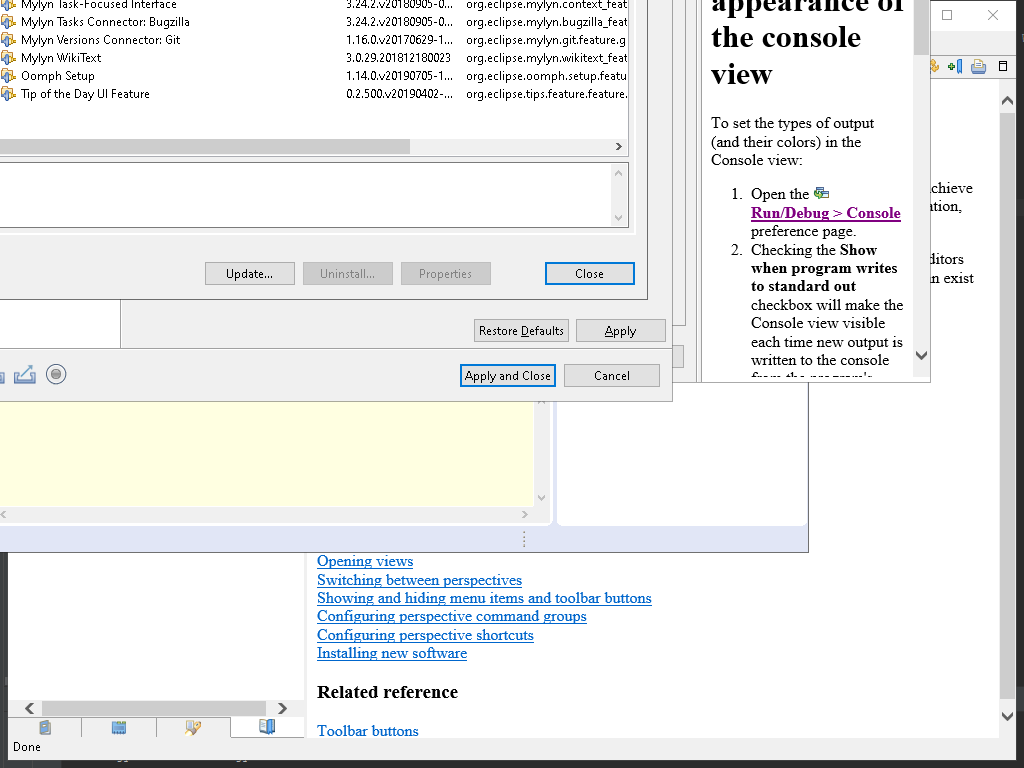 Mylyn Task-Focused Interface 3.24.2.v20180905-0... org.eclipse.mylyn.context_feat
Mylyn Tasks Connector: Bugzilla 3.24.2.v20180905-0... org.eclipse.mylyn.bugzilla_feat
Mylyn Versions Connector: Git 1.16.0.v20170629-1... org.eclipse.mylyn.git.feature.g
Mylyn WikiText 3.0.29.201812180023 org.eclipse.mylyn.wikitext_feat
Oomph Setup 1.14.0.v20190705-1... org.eclipse.oomph.setup.featu
Tip of the Day UI Feature 0.2.500.v20190402-... org.eclipse.tips.feature.feature.
Update...
Uninstall...
Properties
Close
Restore Defaults
Apply
Apply and Close
Cancel
appearance of
the console
view
To set the types of output
(and their colors) in the
Console view:
1. Open the
Run/Debug > Console
preference page.
2. Checking the Show
when program writes
to standard out
checkbox will make the
Console view visible
each time new output is
written to the console
from the program's
chieve
ation,
ditors
n exist
Opening views
Switching between perspectives
Showing and hiding menu items and toolbar buttons
Configuring perspective command groups
Configuring perspective shortcuts
Installing new software
Related reference
Toolbar buttons
Done